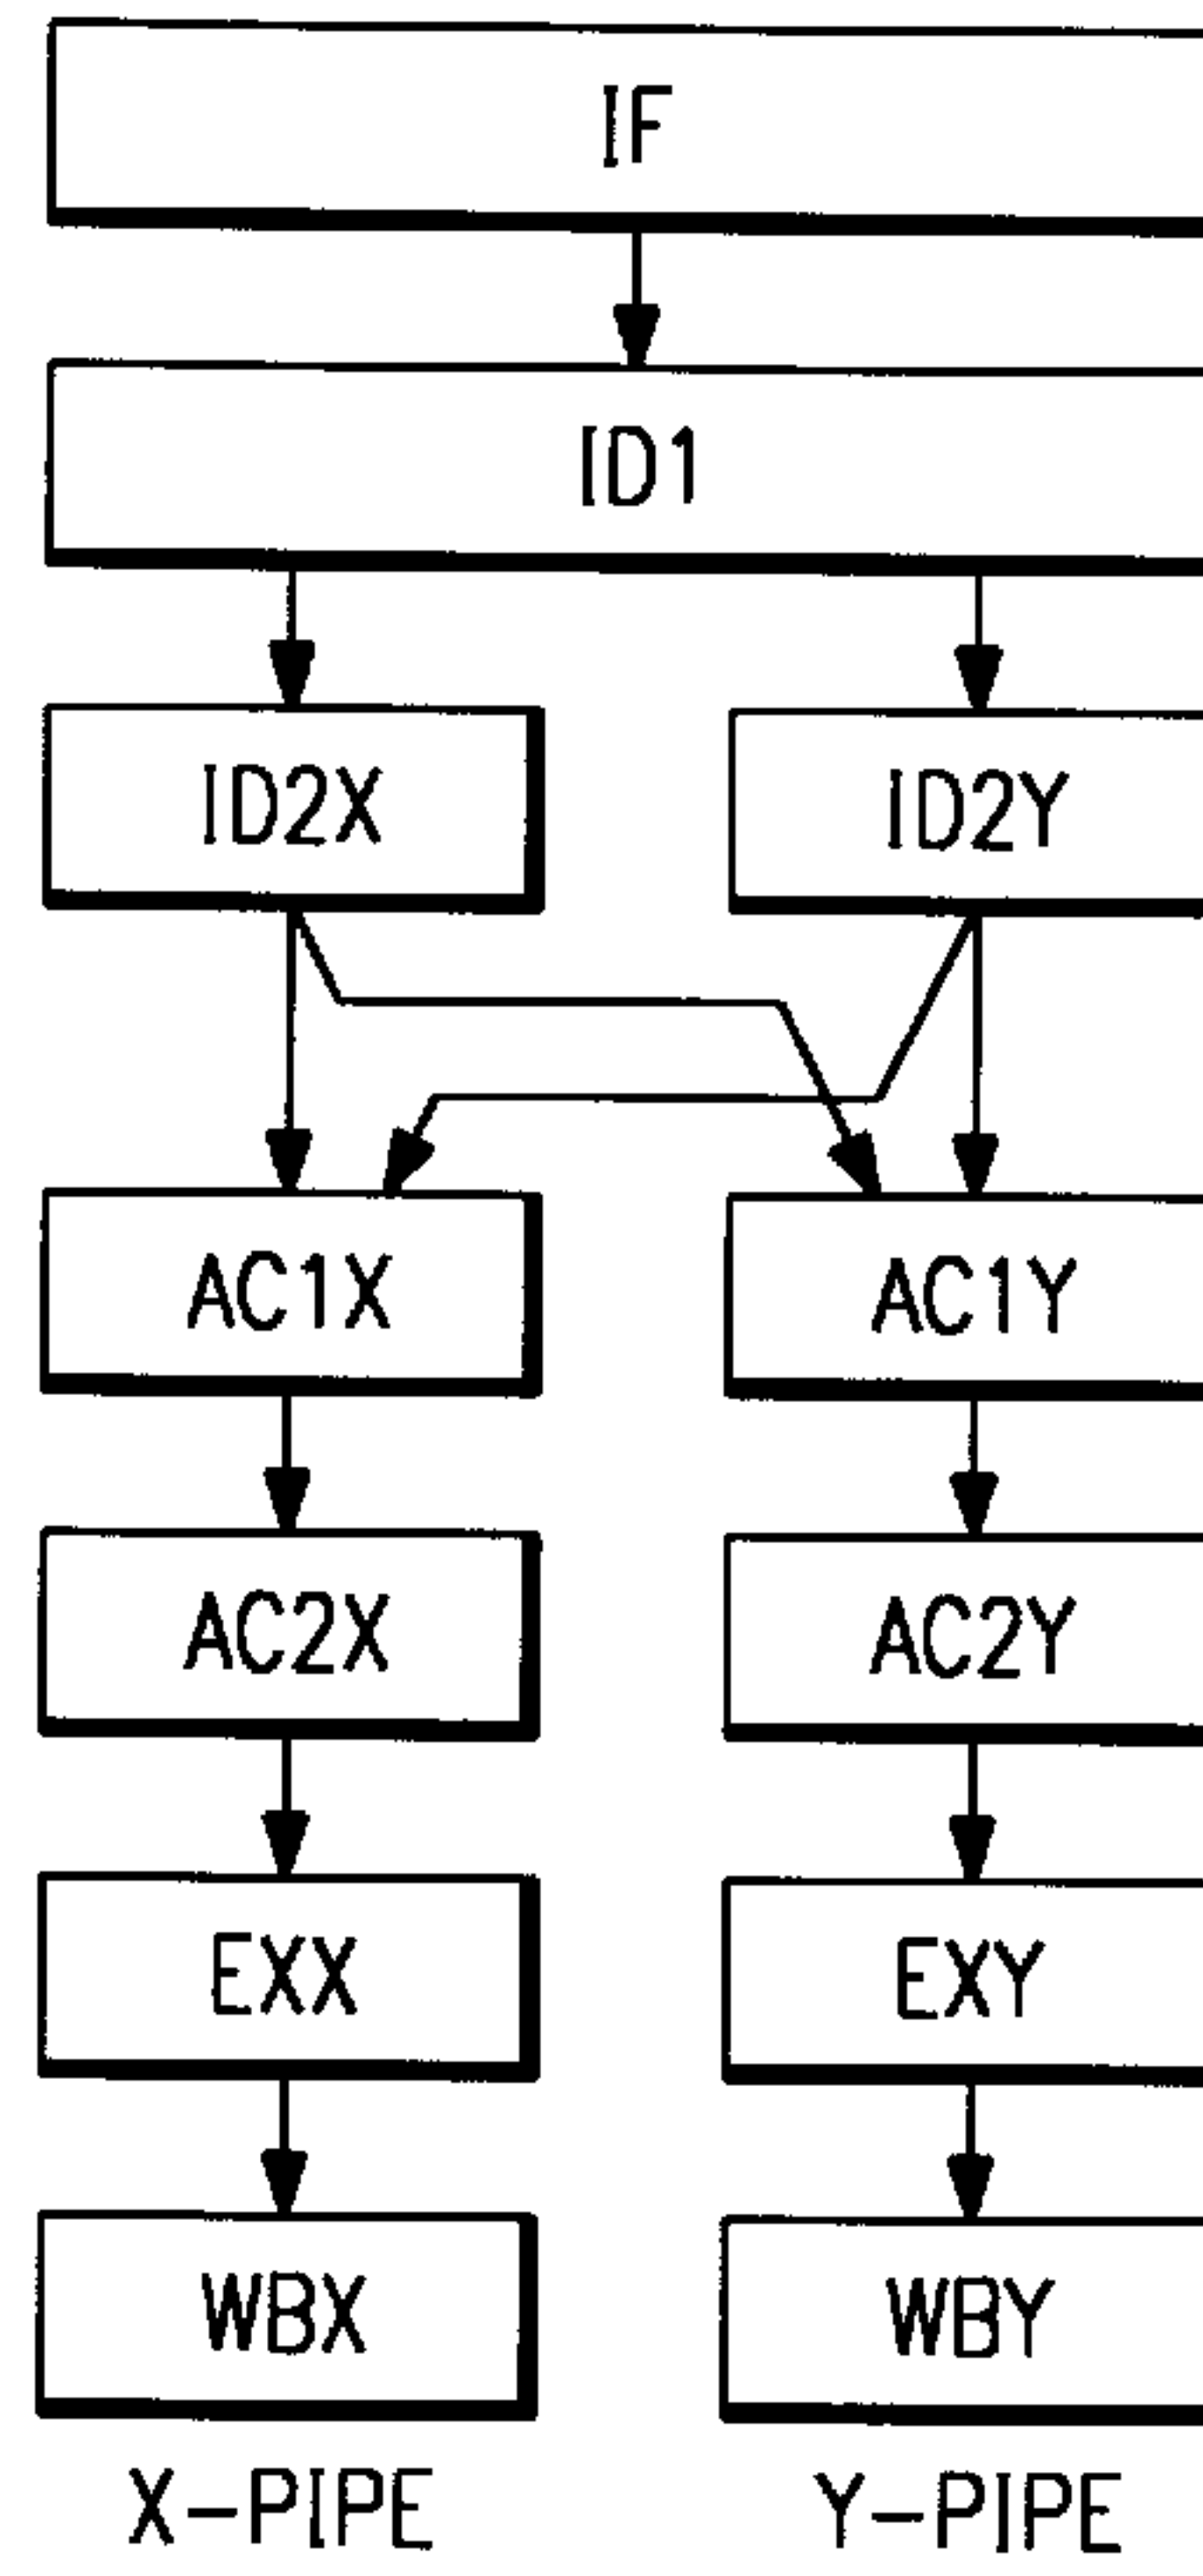 IF
ID1
ID2X ID2Y
AC1X AC1Y
AC2X AC2Y
EXX EXY
WBX WBY
X-PIPE Y-PIPE